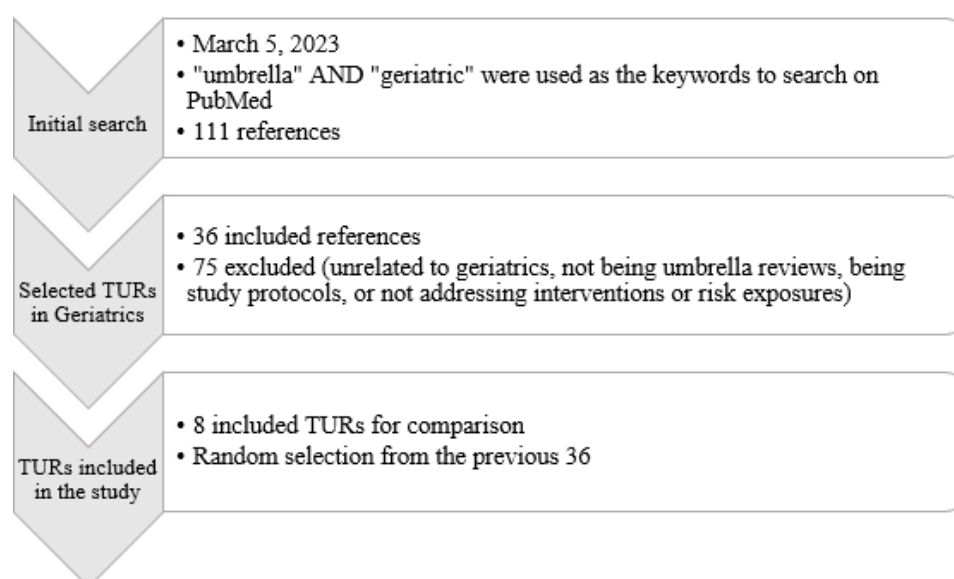 Initial search
• March 5, 2023
• "umbrella" AND "geriatric" were used as the keywords to search on
PubMed
• 111 references
Selected TURs
in Geriatrics
• 36 included references
• 75 excluded (unrelated to geriatrics, not being umbrella reviews, being
study protocols, or not addressing interventions or risk exposures)
TURs included
in the study
• 8 included TURs for comparison
• Random selection from the previous 36